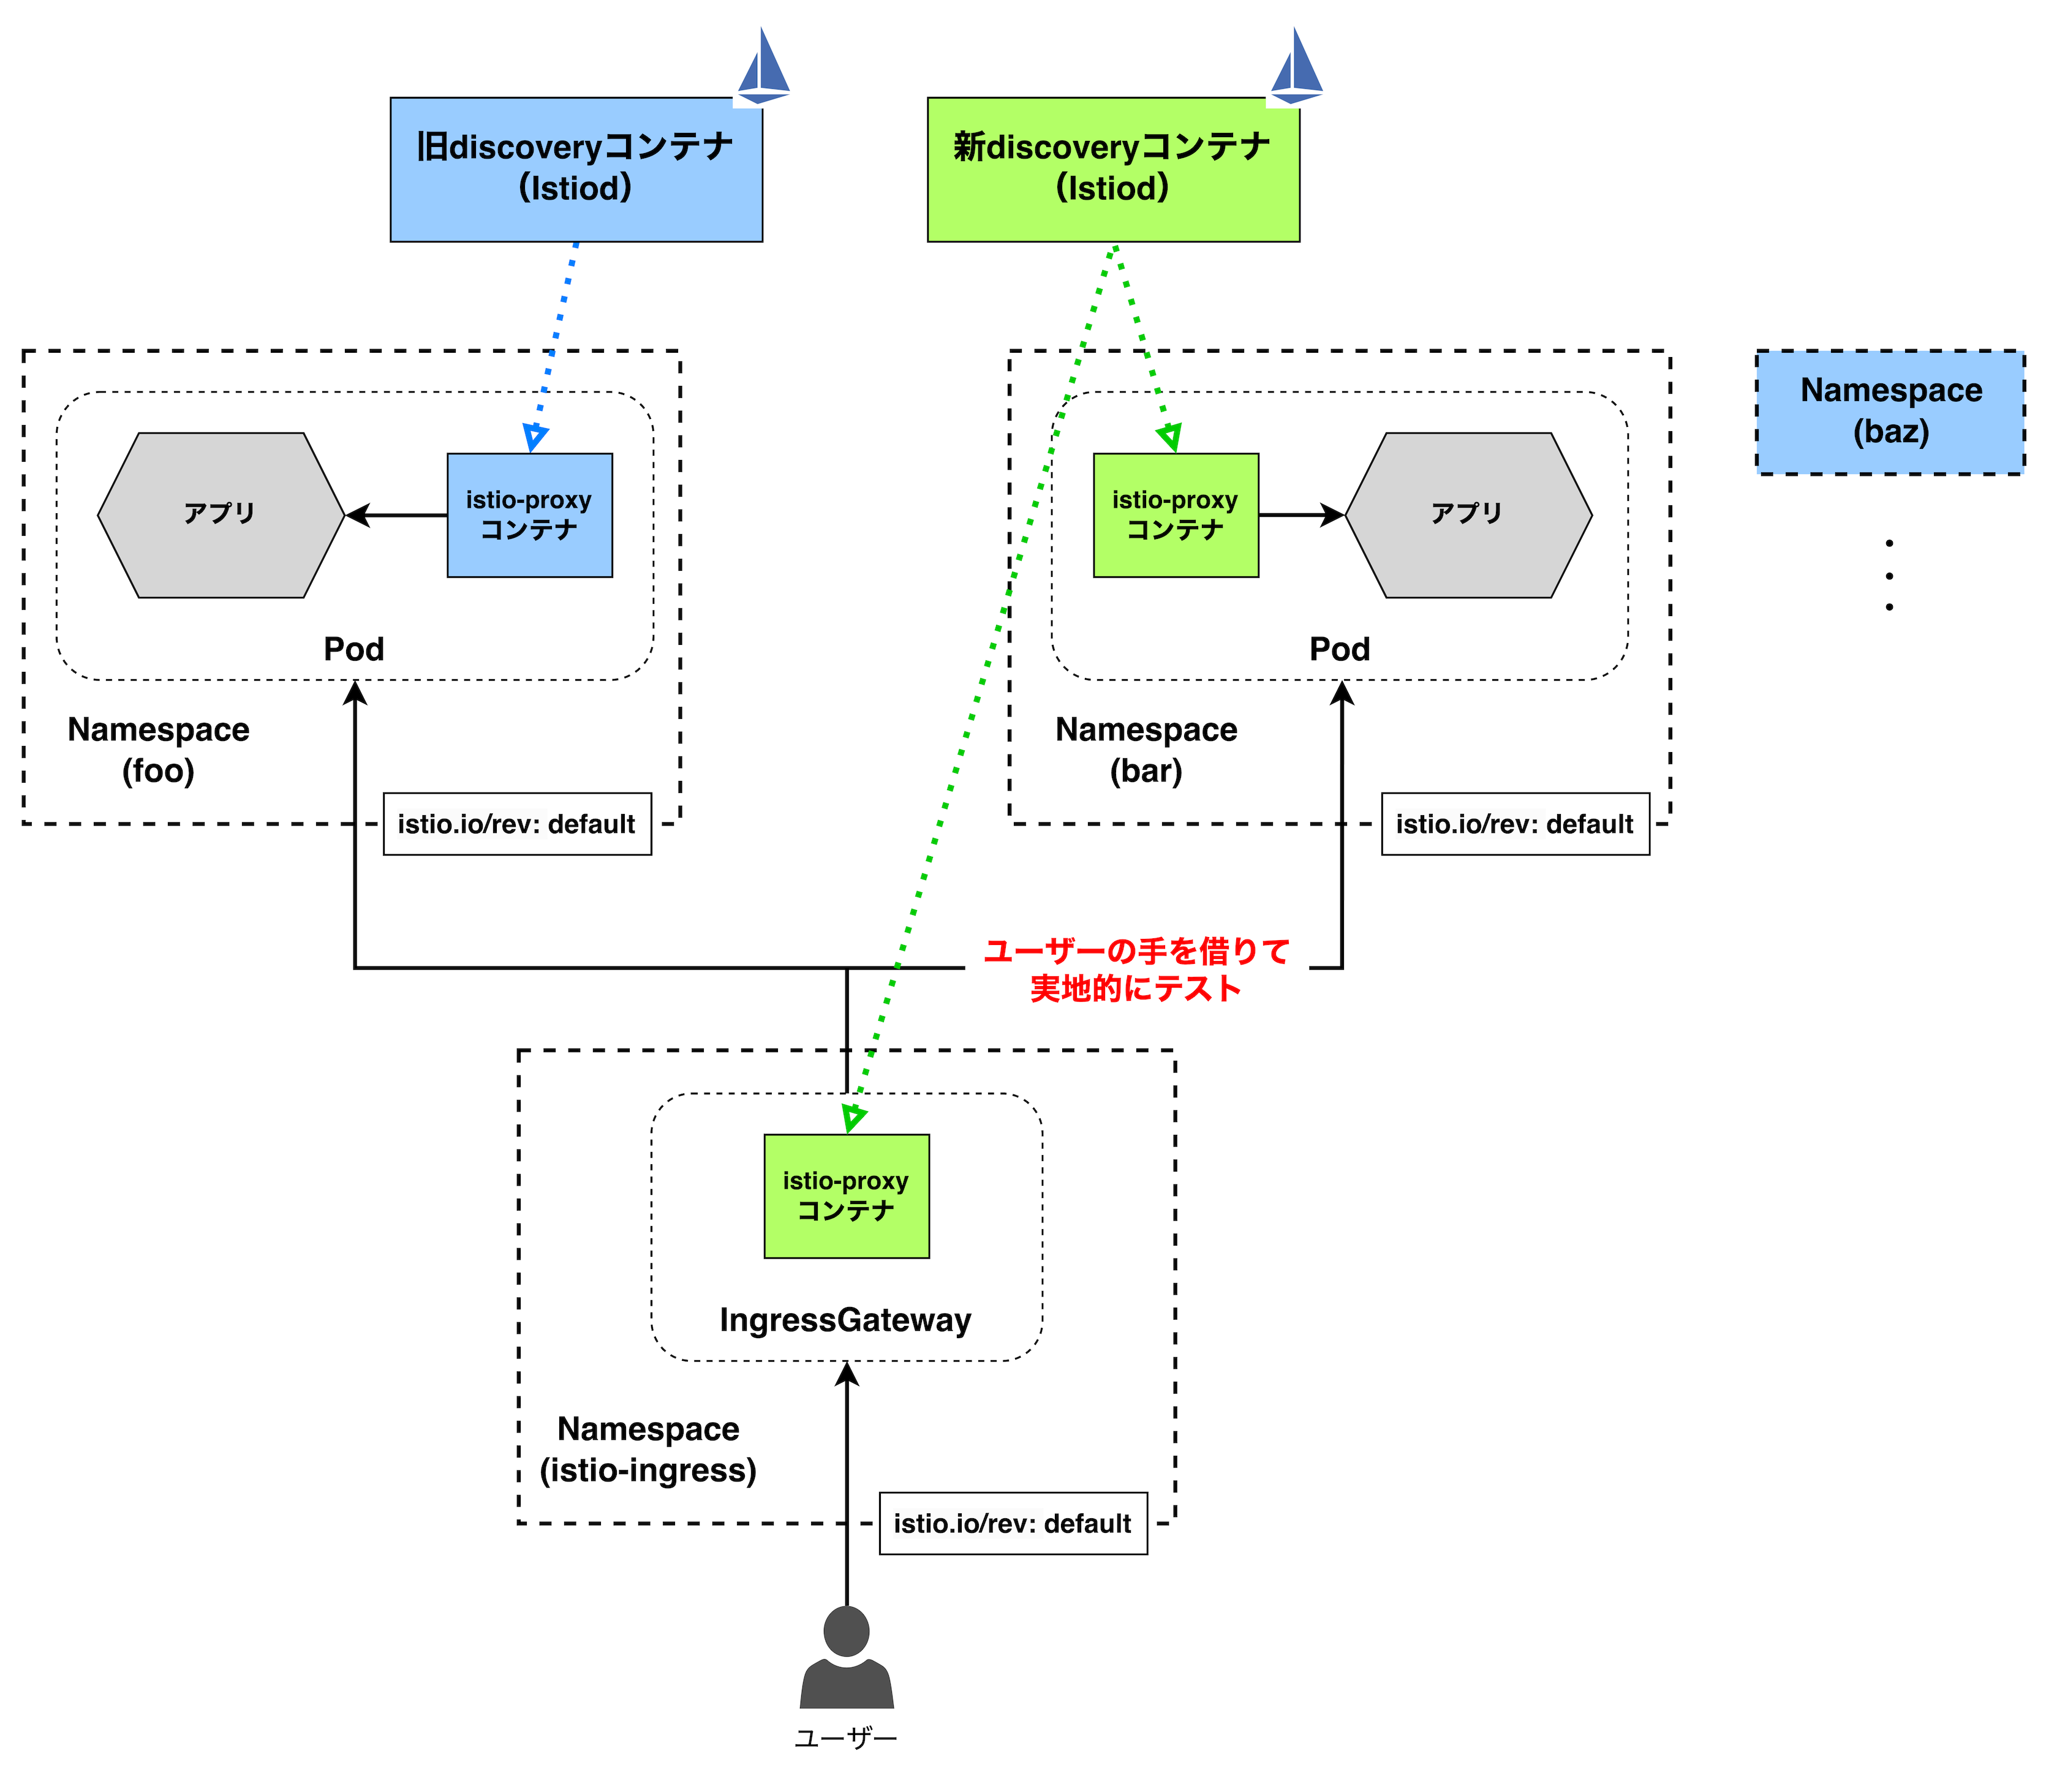 旧discoveryコンテナ
(Istiod)
新discoveryコンテナ
(Istiod)
アプリ
istio-proxy
コンテナ
Pod
Namespace
(foo)
istio.io/rev: default
istio-proxy
コンテナ
アプリ
Pod
Namespace
(bar)
istio.io/rev: default
Namespace
(baz)
ユーザーの手を借りて
実地的にテスト
istio-proxy
コンテナ
IngressGateway
Namespace
(istio-ingress)
istio.io/rev: default
ユーザー